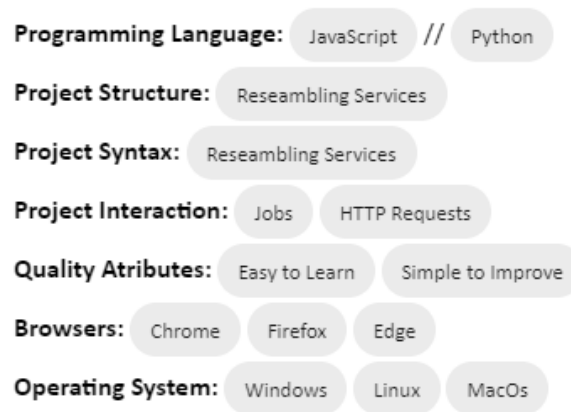 Programming Language: JavaScript // Python
Project Structure: Reseambling Services
Project Syntax: Reseambling Services
Project Interaction: Jobs HTTP Requests
Quality Atributes: Easy to Learn Simple to Improve
Browsers: Chrome Firefox Edge
Operating System: Windows Linux MacOs